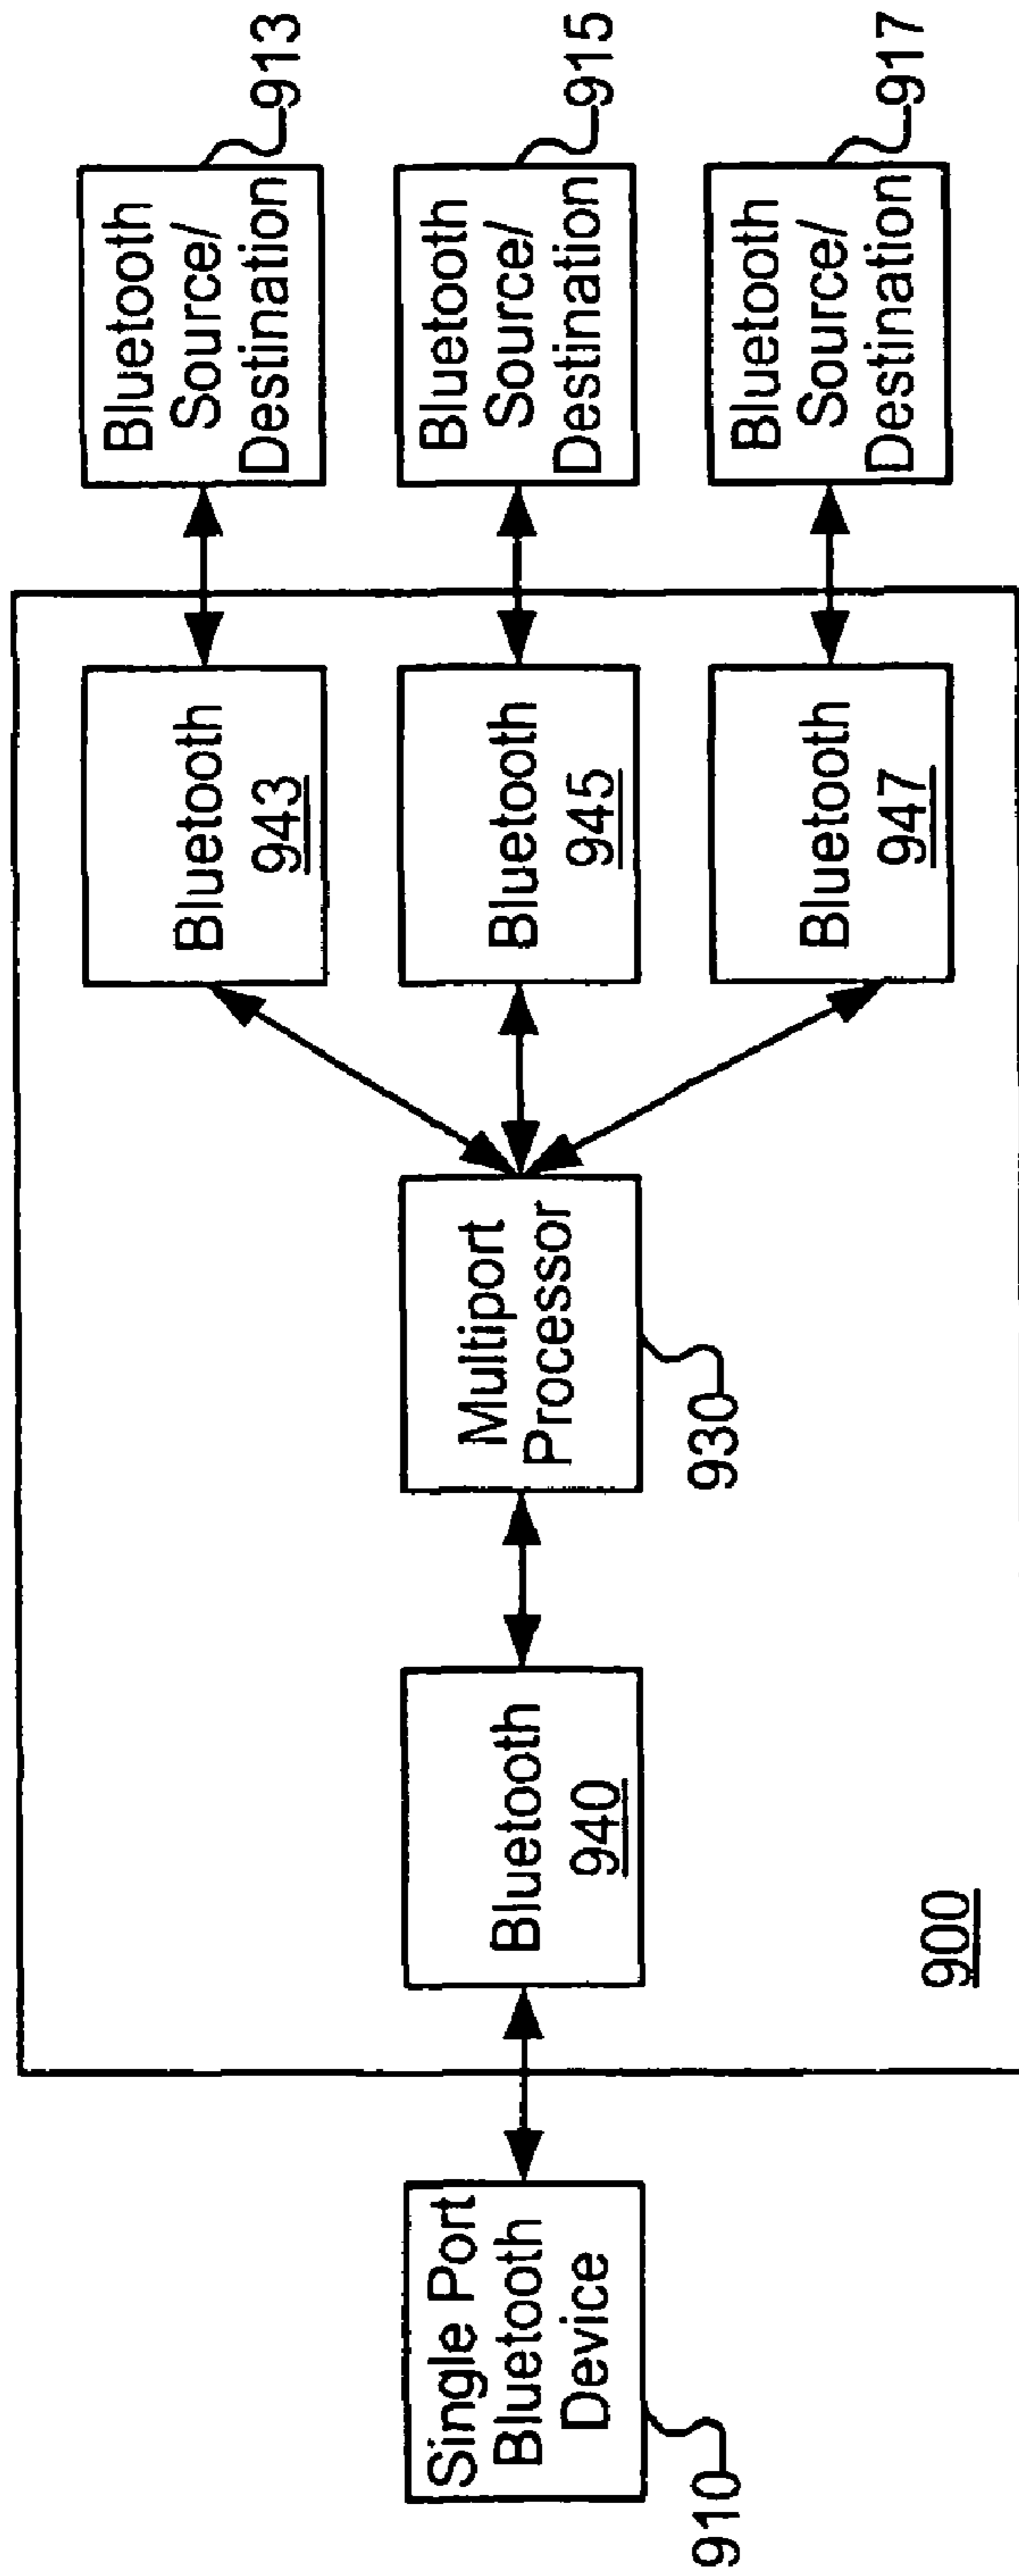 Single Port
Bluetooth
Device
910
Bluetooth
940
900
Multiport
Processor
930
Bluetooth
943
Bluetooth
945
Bluetooth
947
Bluetooth
Source/
Destination
913
Bluetooth
Source/
Destination
915
Bluetooth
Source/
Destination
917